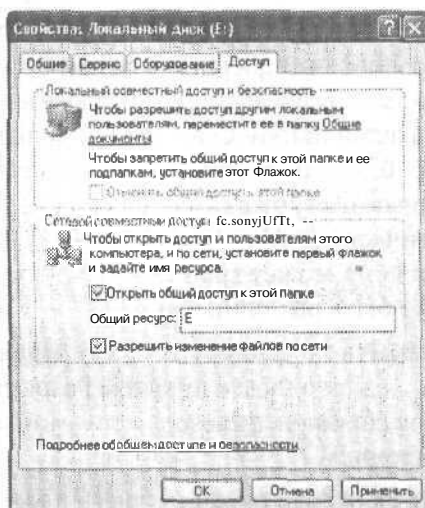 Свойства: Локальный диск (E:)
Общие Сервис Оборудование Доступ
Локальный совместный доступ и безопасность
Чтобы разрешить доступ другим локальным
пользователям, переместите ее в папку Общие
документы
Чтобы запретить общий доступ к этой папке и ее
подпапкам, установите этот Флажок.
Отменить общий доступ к этой папке
Сетевой совместный доступ fc.sonyjUfTt, --
Чтобы открыть доступ и пользователям этого
компьютера, и по сети, установите первый флажок
и задайте имя ресурса.
Открыть общий доступ к этой папке
Общий ресурс: E
Разрешить изменение файлов по сети
Подробнее об общем доступе и безопасности
OK Отмена Применить